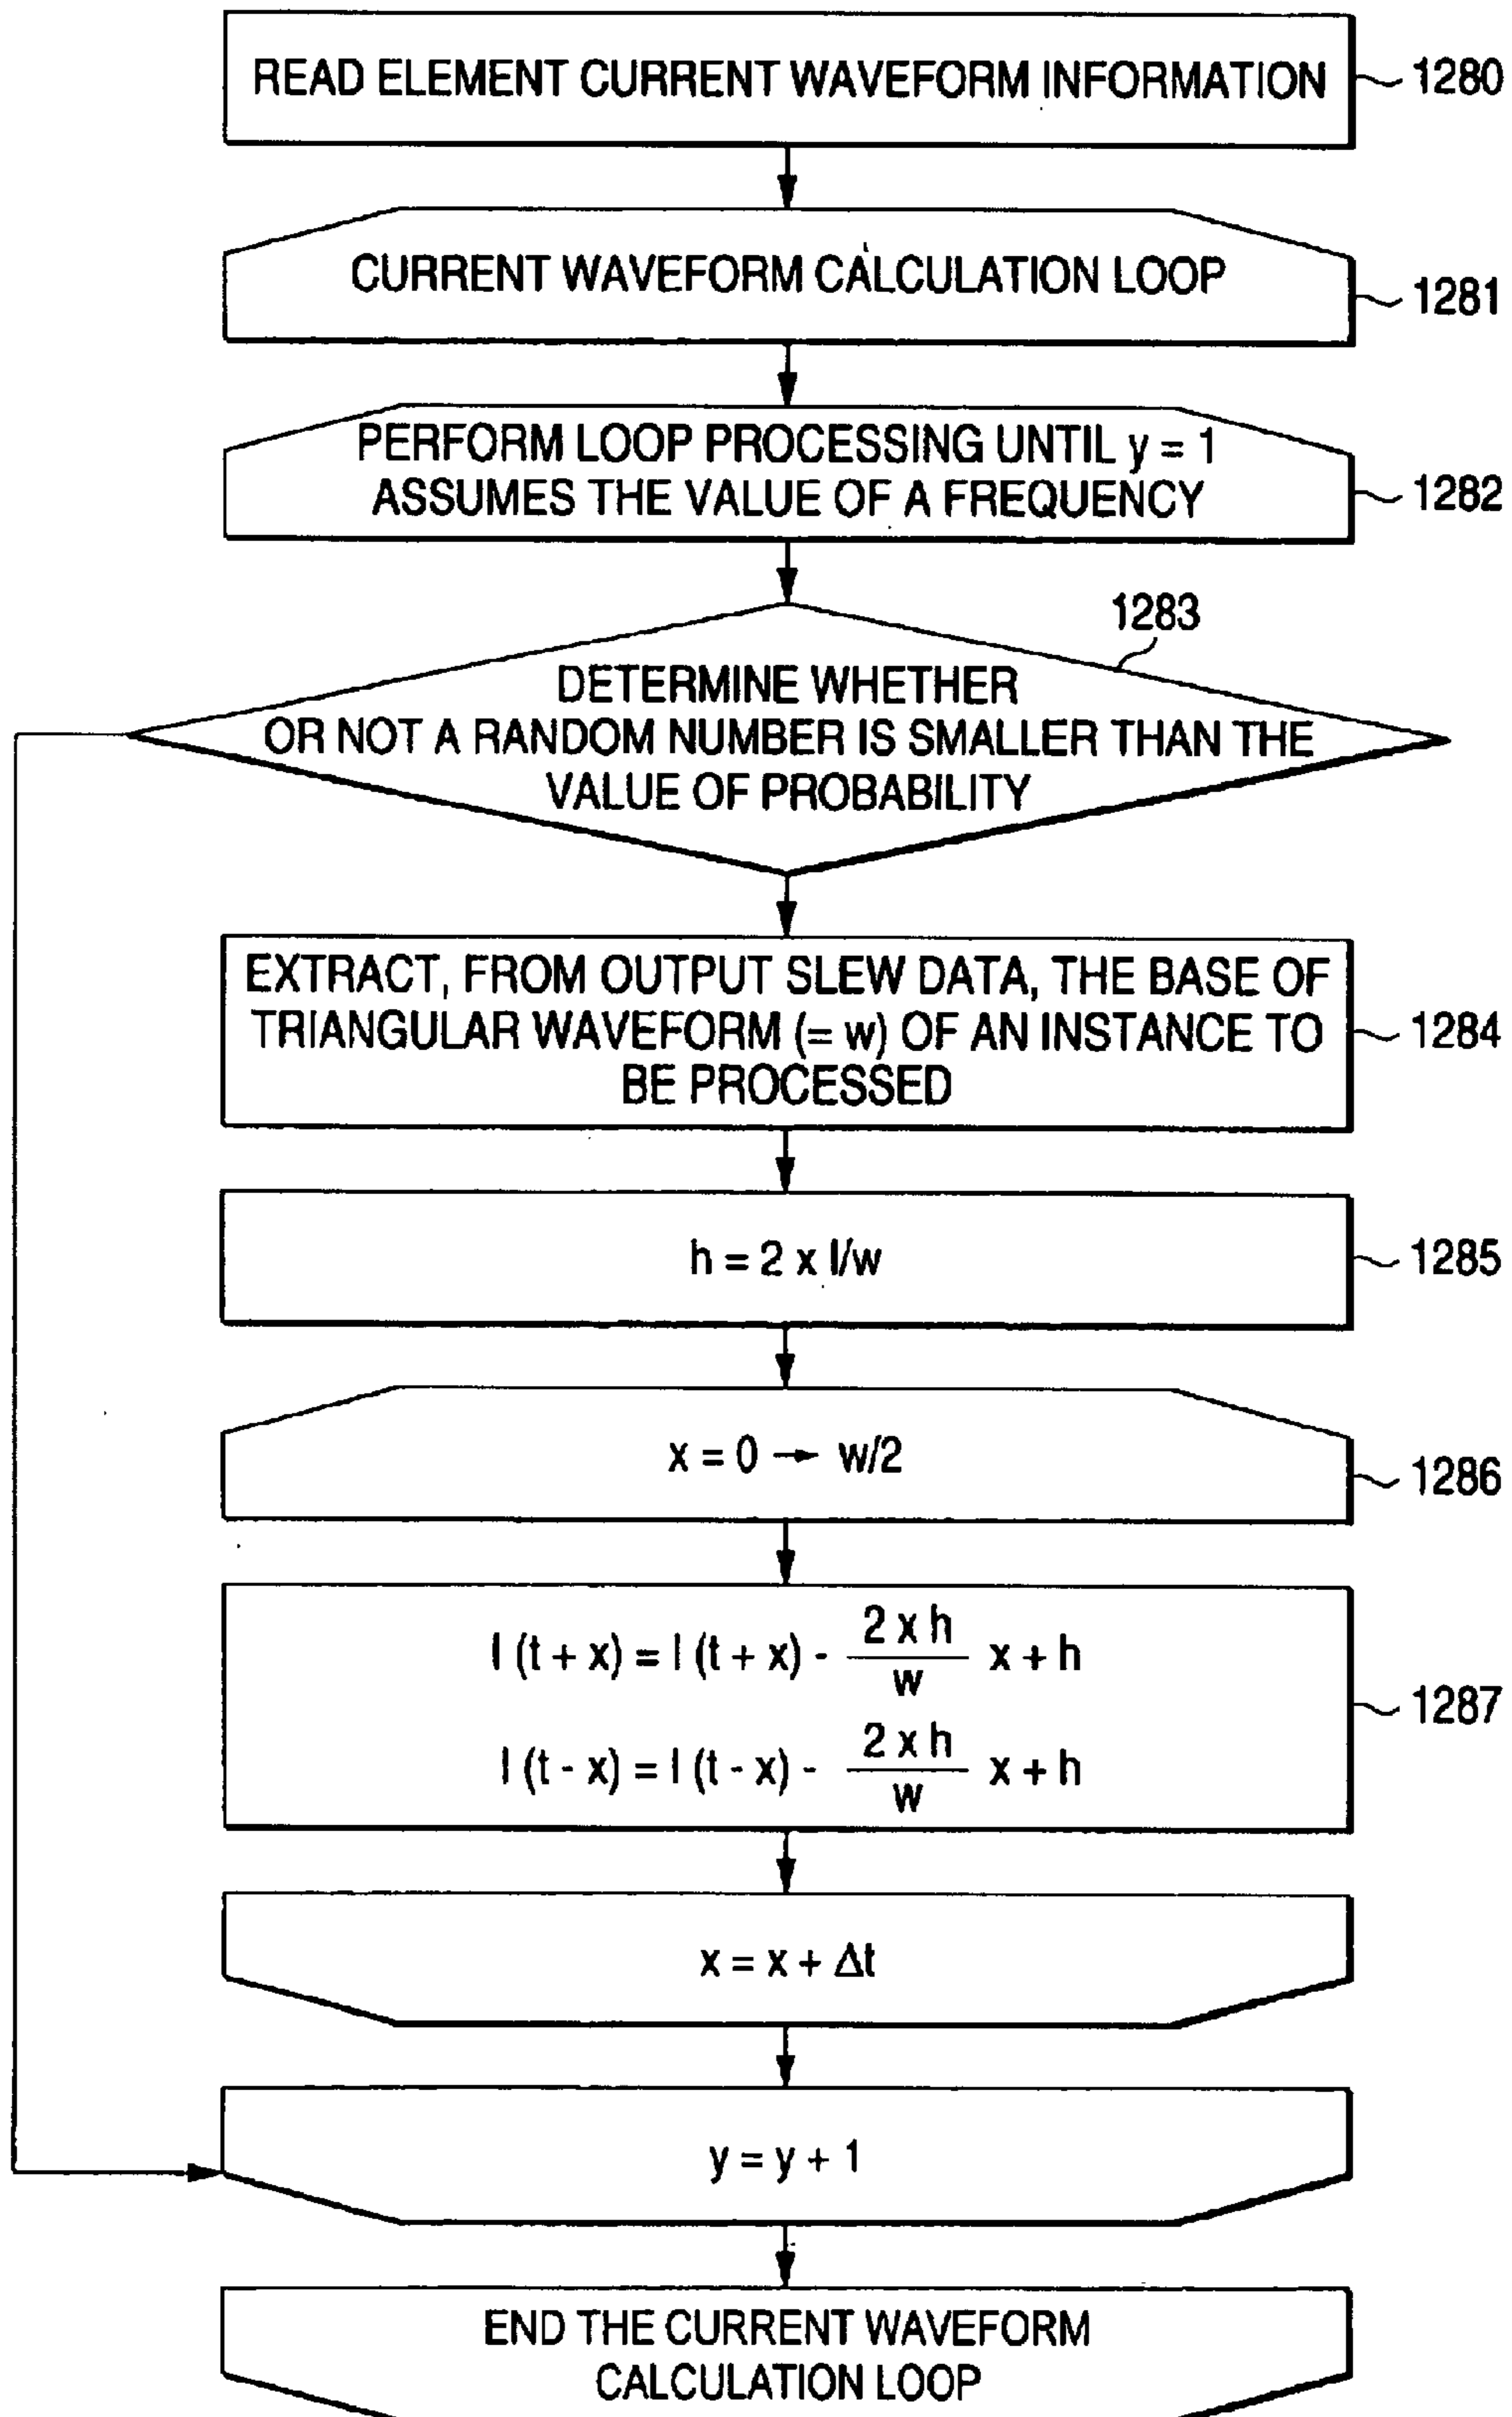 READ ELEMENT CURRENT WAVEFORM INFORMATION
1280
CURRENT WAVEFORM CALCULATION LOOP
1281
PERFORM LOOP PROCESSING UNTIL y = 1
ASSUMES THE VALUE OF A FREQUENCY
1282
1283
DETERMINE WHETHER
OR NOT A RANDOM NUMBER IS SMALLER THAN THE
VALUE OF PROBABILITY
EXTRACT, FROM OUTPUT SLEW DATA, THE BASE OF
TRIANGULAR WAVEFORM (= w) OF AN INSTANCE TO
BE PROCESSED
1284
h = 2 x I/w
1285
x = 0 → w/2
1286
I (t + x) = I (t + x) - 2 x h / w x + h
I (t - x) = I (t - x) - 2 x h / w x + h
1287
x = x + Δt
y = y + 1
END THE CURRENT WAVEFORM
CALCULATION LOOP